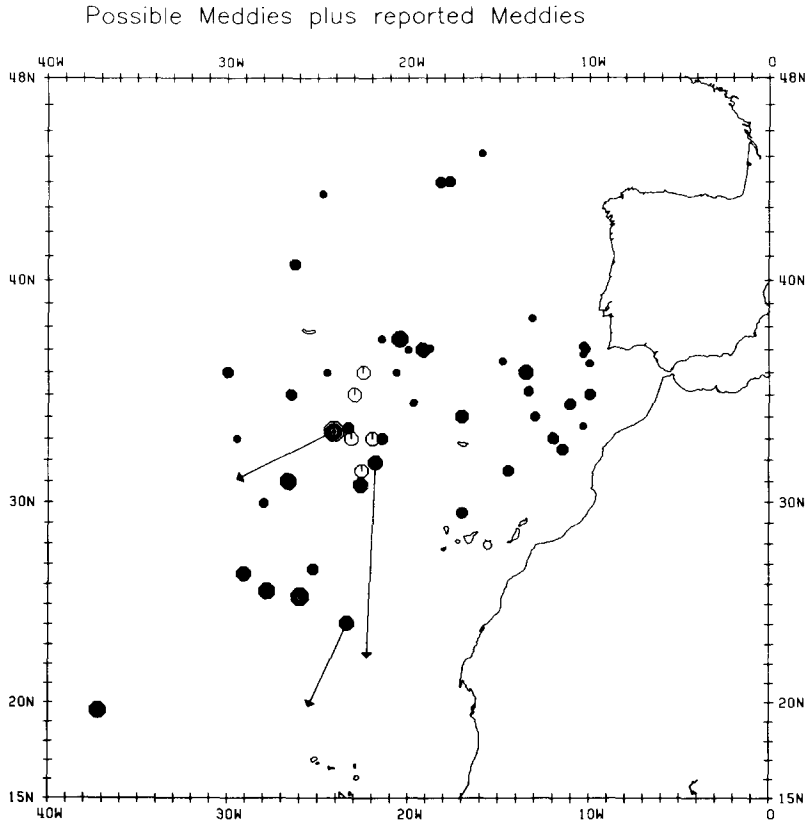 Possible Meddies plus reported Meddies
40W 30W 20W 10W 0
48N 48N
40N 40N
30N 30N
20N 20N
15N 15N
40W 30W 20W 10W 0